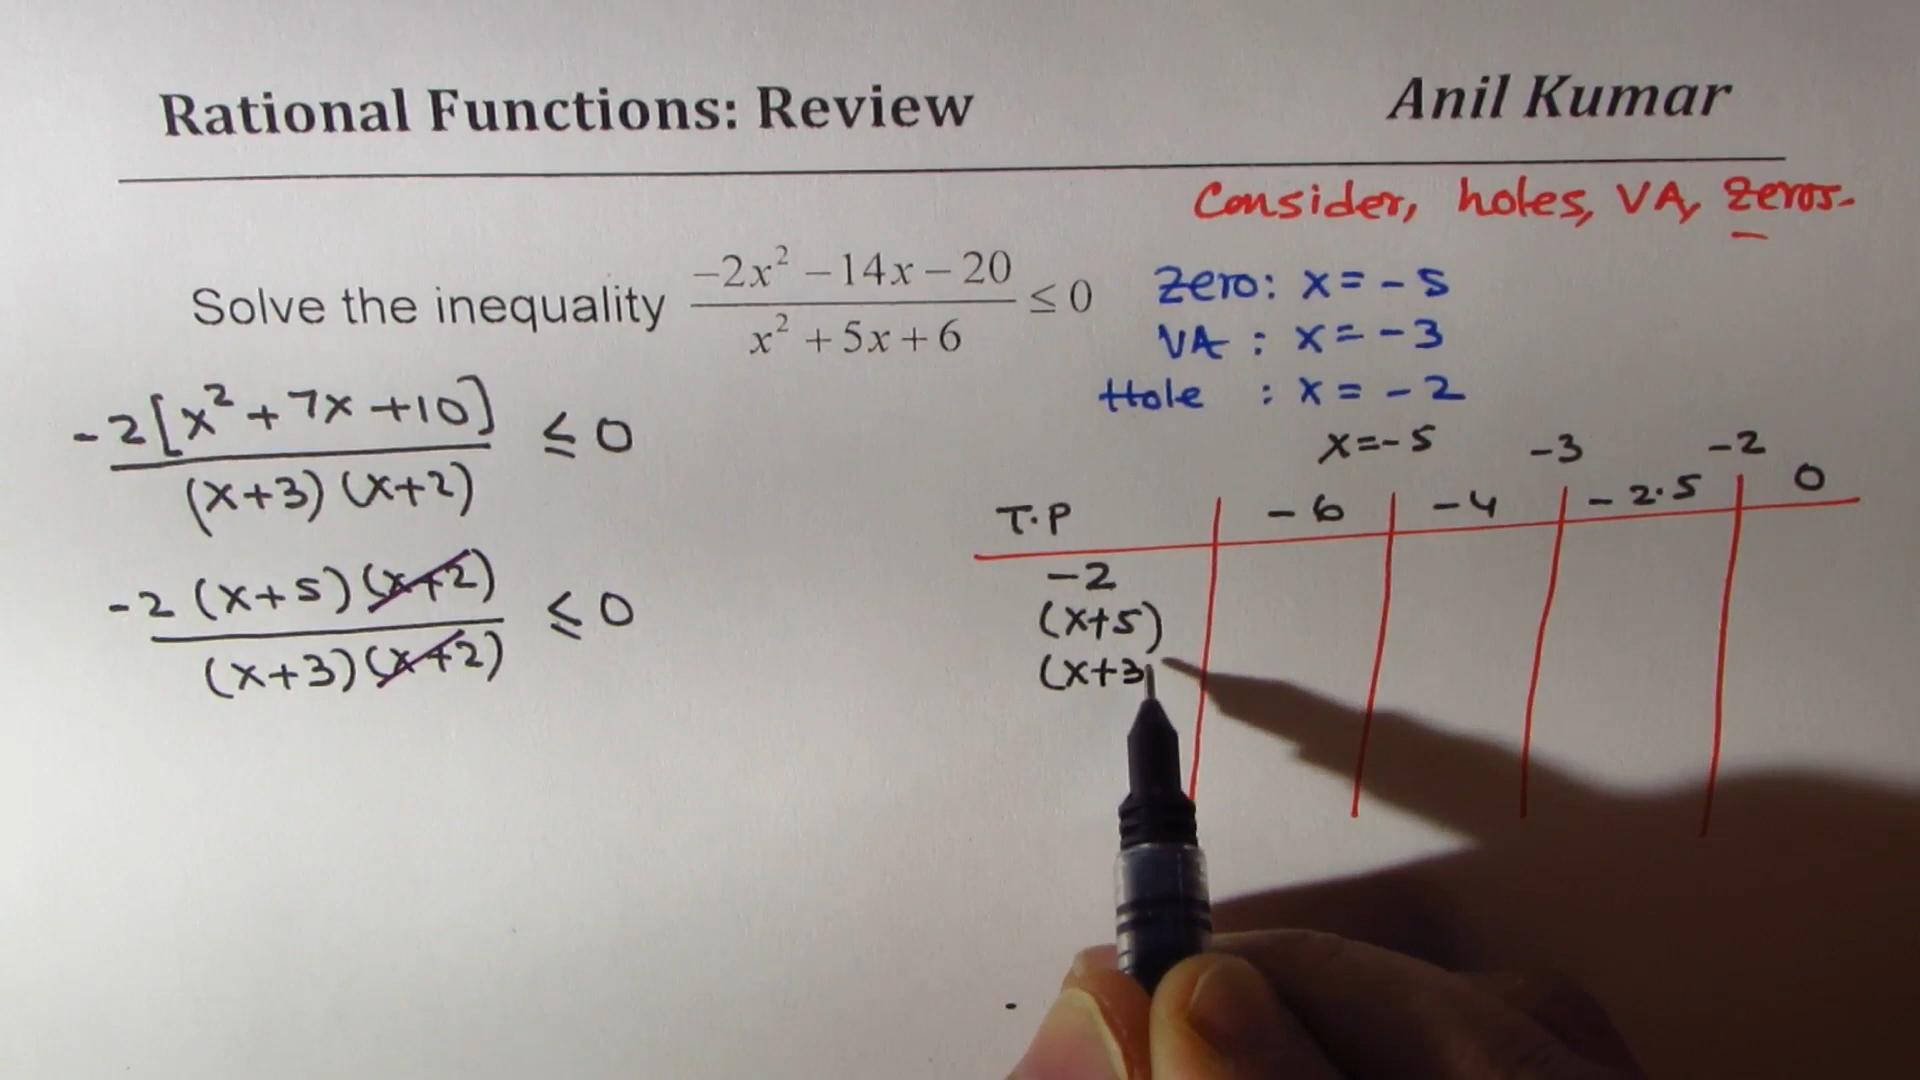 Rational Functions: Review
Anil Kumar
Consider, holes, VA, zeros.
Solve the inequality (-2x² - 14x - 20)/(x² + 5x + 6) ≤ 0
Zero: x = -5
VA : x = -3
Hole : x = -2
-2[x² + 7x + 10]/(x+3)(x+2) ≤ 0
-2(x+5)(x+2)/(x+3)(x+2) ≤ 0
x=-5 -3 -2
T.P -6 -4 -2.5 0
-2
(x+5)
(x+3